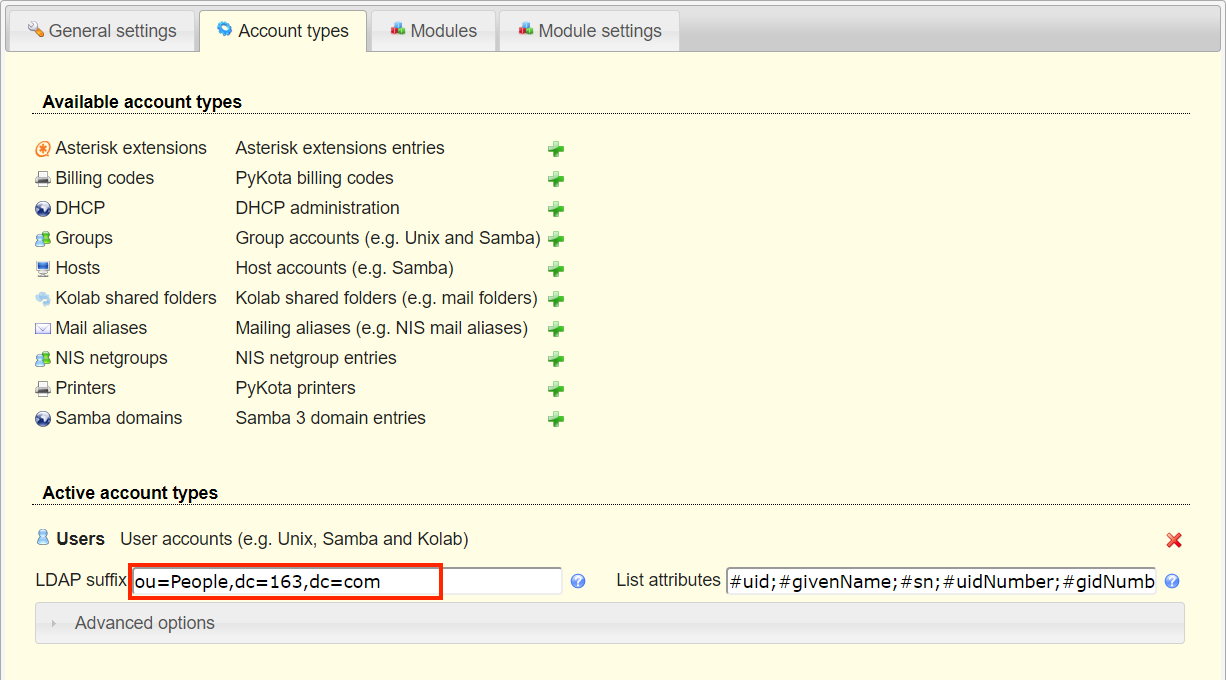 General settings Account types Modules Module settings
Available account types
Asterisk extensions Asterisk extensions entries
Billing codes PyKota billing codes
DHCP DHCP administration
Groups Group accounts (e.g. Unix and Samba)
Hosts Host accounts (e.g. Samba)
Kolab shared folders Kolab shared folders (e.g. mail folders)
Mail aliases Mailing aliases (e.g. NIS mail aliases)
NIS netgroups NIS netgroup entries
Printers PyKota printers
Samba domains Samba 3 domain entries
Active account types
Users User accounts (e.g. Unix, Samba and Kolab)
LDAP suffix ou=People,dc=163,dc=com List attributes #uid;#givenName;#sn;#uidNumber;#gidNumb
Advanced options